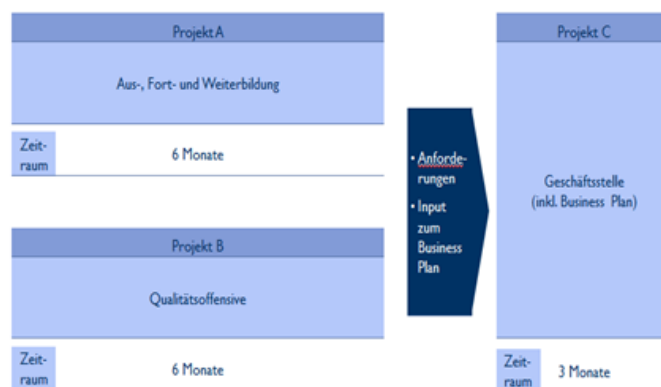 Projekt A
Aus-, Fort- und Weiterbildung
Zeit-
raum
6 Monate
Projekt B
Qualitätsoffensive
Zeit-
raum
6 Monate
• Anforde-
rungen
• Input
zum
Business
Plan
Projekt C
Geschäftsstelle
(inkl. Business Plan)
Zeit-
raum
3 Monate